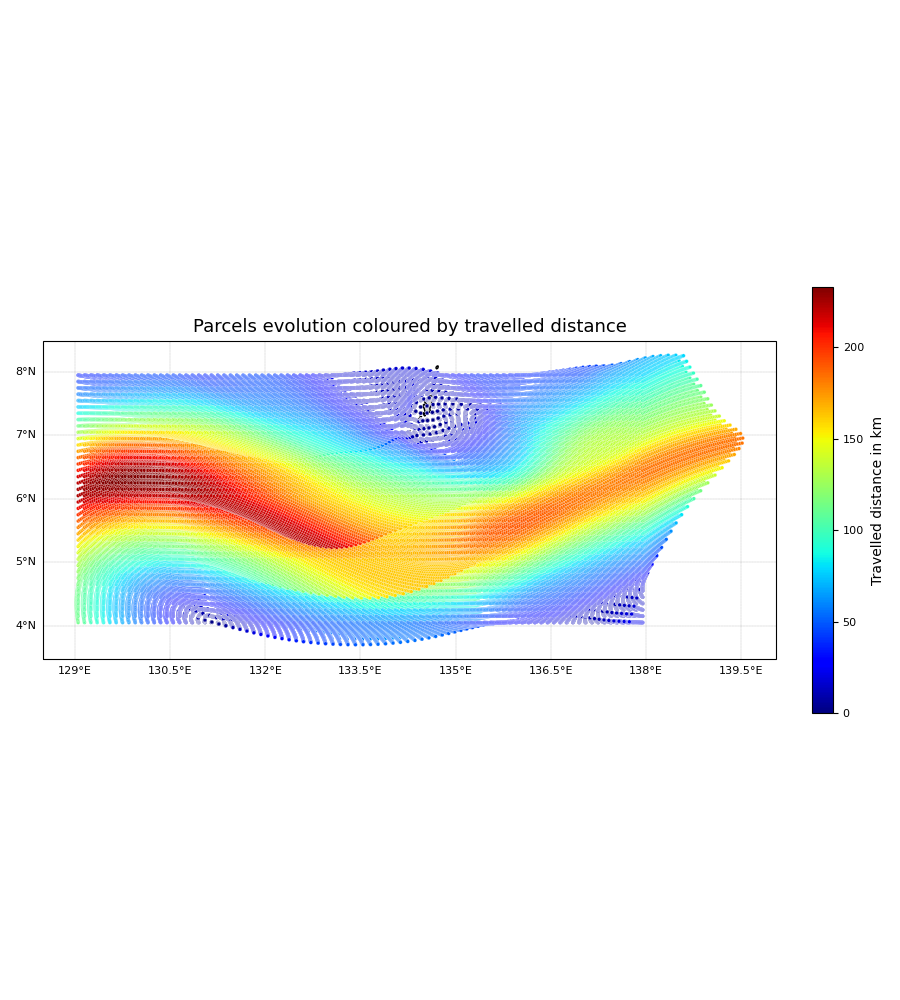 Parcels evolution coloured by travelled distance
8°N
7°N
6°N
5°N
4°N
129°E 130.5°E 132°E 133.5°E 135°E 136.5°E 138°E 139.5°E
200
150
100
50
0
Travelled distance in km